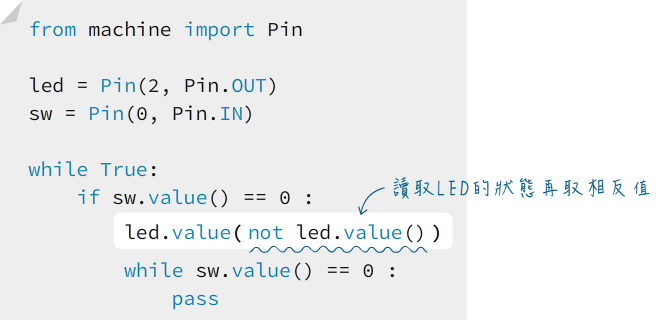 from machine import Pin
led = Pin(2, Pin.OUT)
sw = Pin(0, Pin.IN)
while True:
if sw.value() == 0 :
讀取LED的狀態再取相反值
led.value(not led.value())
while sw.value() == 0 :
pass